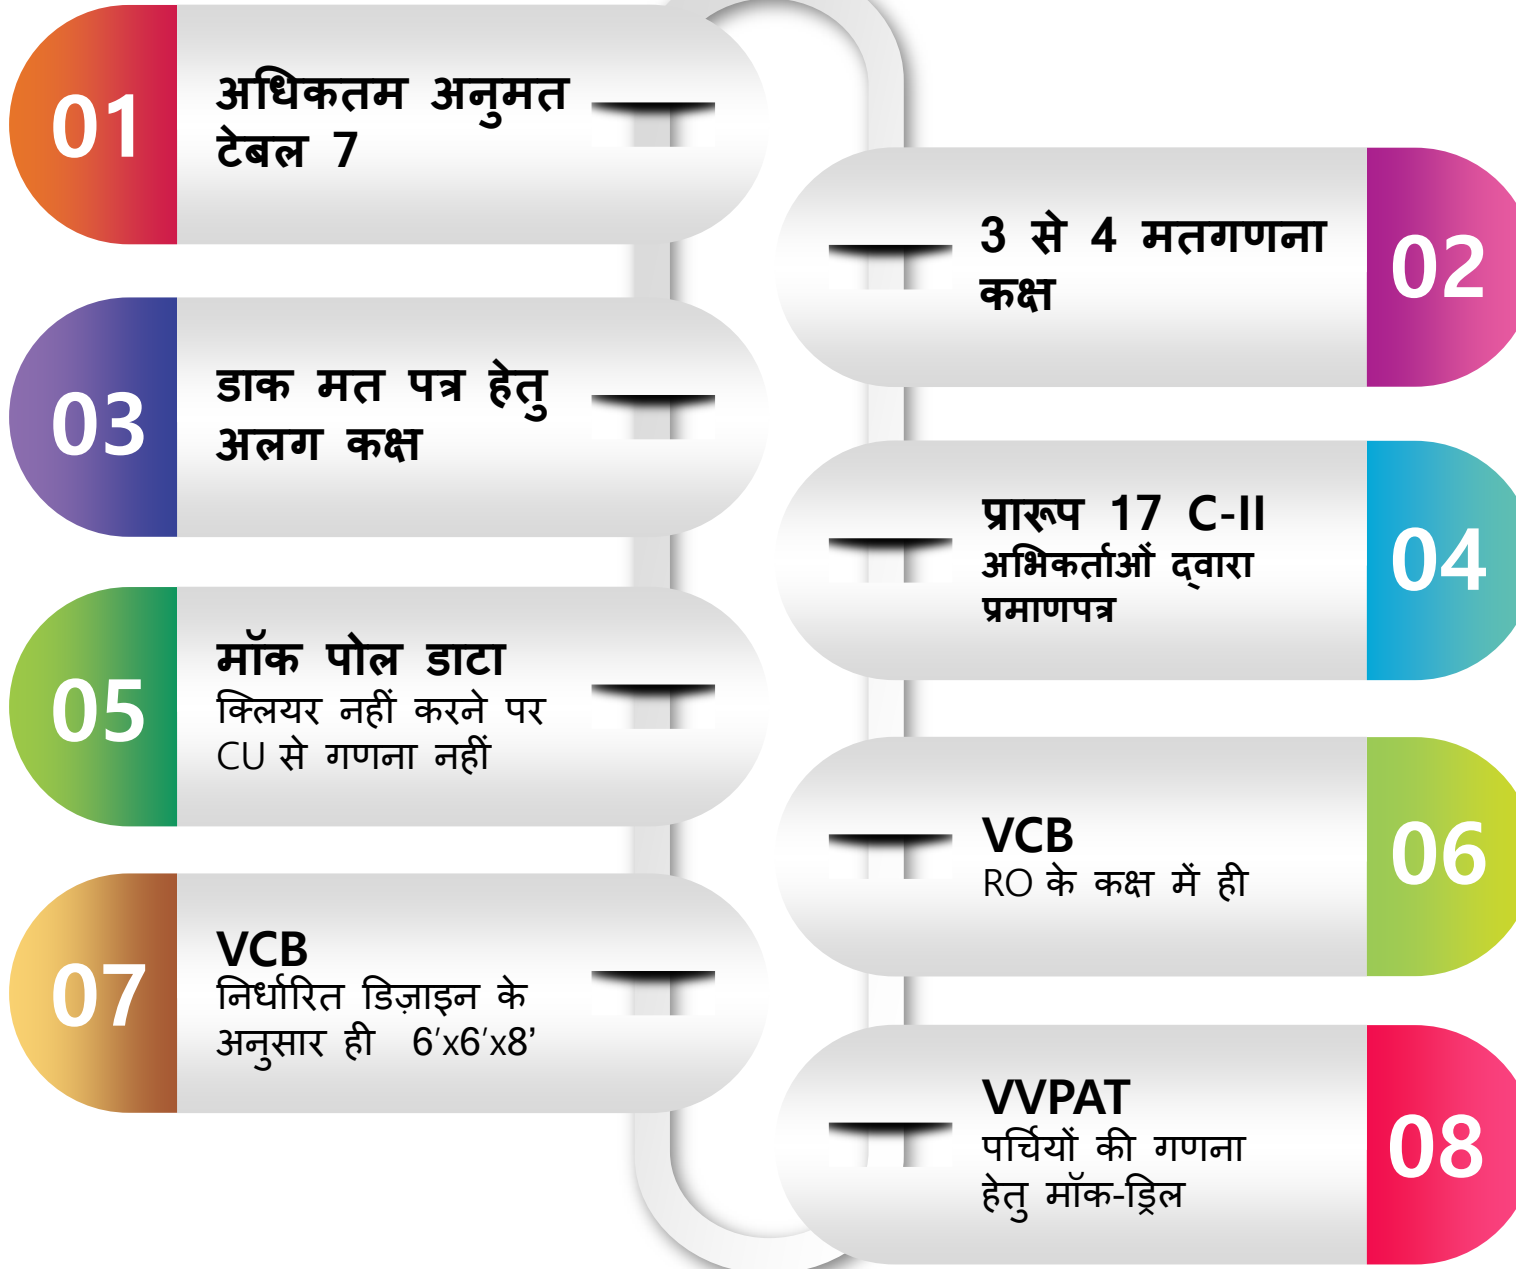 01
अधिकतम अनुमत
टेबल 7
02
3 से 4 मतगणना
कक्ष
03
डाक मत पत्र हेतु
अलग कक्ष
04
प्रारूप 17 C-II
अभिकर्ताओं द्वारा
प्रमाणपत्र
05
मॉक पोल डाटा
क्लियर नहीं करने पर
CU से गणना नहीं
06
VCB
RO के कक्ष में ही
07
VCB
निर्धारित डिज़ाइन के
अनुसार ही 6′x6′x8’
08
VVPAT
पर्चियों की गणना
हेतु मॉक-ड्रिल